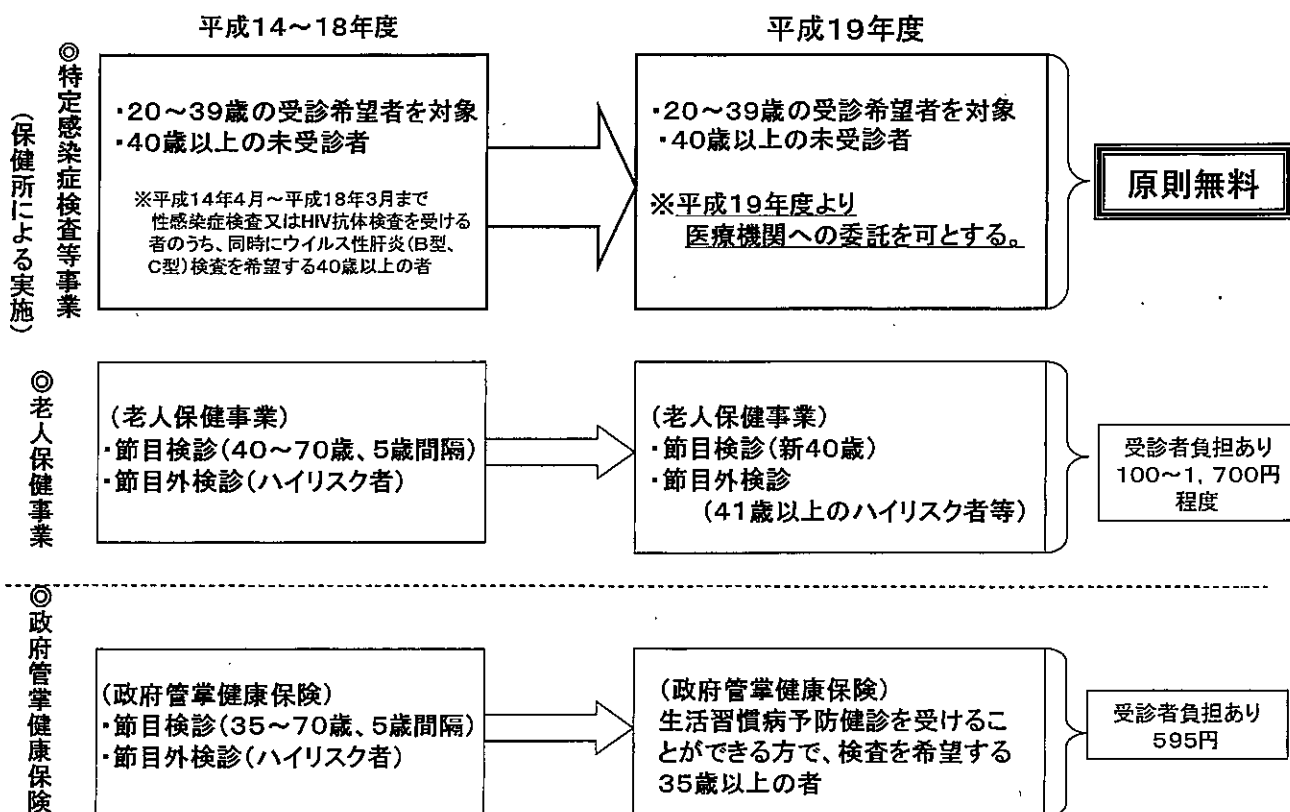 平成14~18年度
平成19年度
◎特定感染症検査等事業
(保健所による実施)
・20~39歳の受診希望者を対象
・40歳以上の未受診者
※平成14年4月~平成18年3月まで
性感染症検査又はHIV抗体検査を受ける
者のうち、同時にウイルス性肝炎(B型、
C型)検査を希望する40歳以上の者
・20~39歳の受診希望者を対象
・40歳以上の未受診者
※平成19年度より
医療機関への委託を可とする。
原則無料
◎老人保健事業
(老人保健事業)
・節目検診(40~70歳、5歳間隔)
・節目外検診(ハイリスク者)
(老人保健事業)
・節目検診(新40歳)
・節目外検診
(41歳以上のハイリスク者等)
受診者負担あり
100~1,700円
程度
◎政府管掌健康保険
(政府管掌健康保険)
・節目検診(35~70歳、5歳間隔)
・節目外検診(ハイリスク者)
(政府管掌健康保険)
生活習慣病予防健診を受けるこ
とができる方で、検査を希望する
35歳以上の者
受診者負担あり
595円